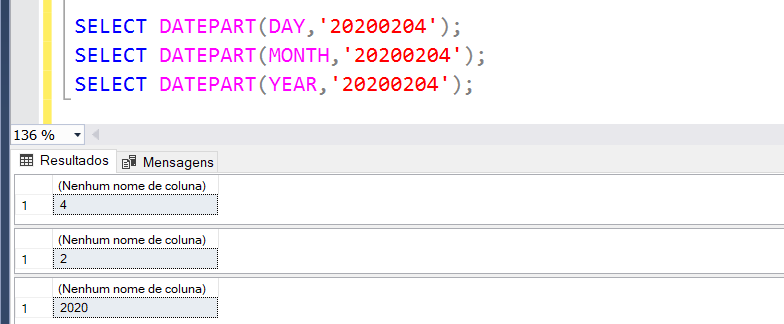 SELECT DATEPART(DAY,'20200204');
SELECT DATEPART(MONTH,'20200204');
SELECT DATEPART(YEAR,'20200204');
136 %
Resultados Mensagens
(Nenhum nome de coluna)
1 4
(Nenhum nome de coluna)
1 2
(Nenhum nome de coluna)
1 2020